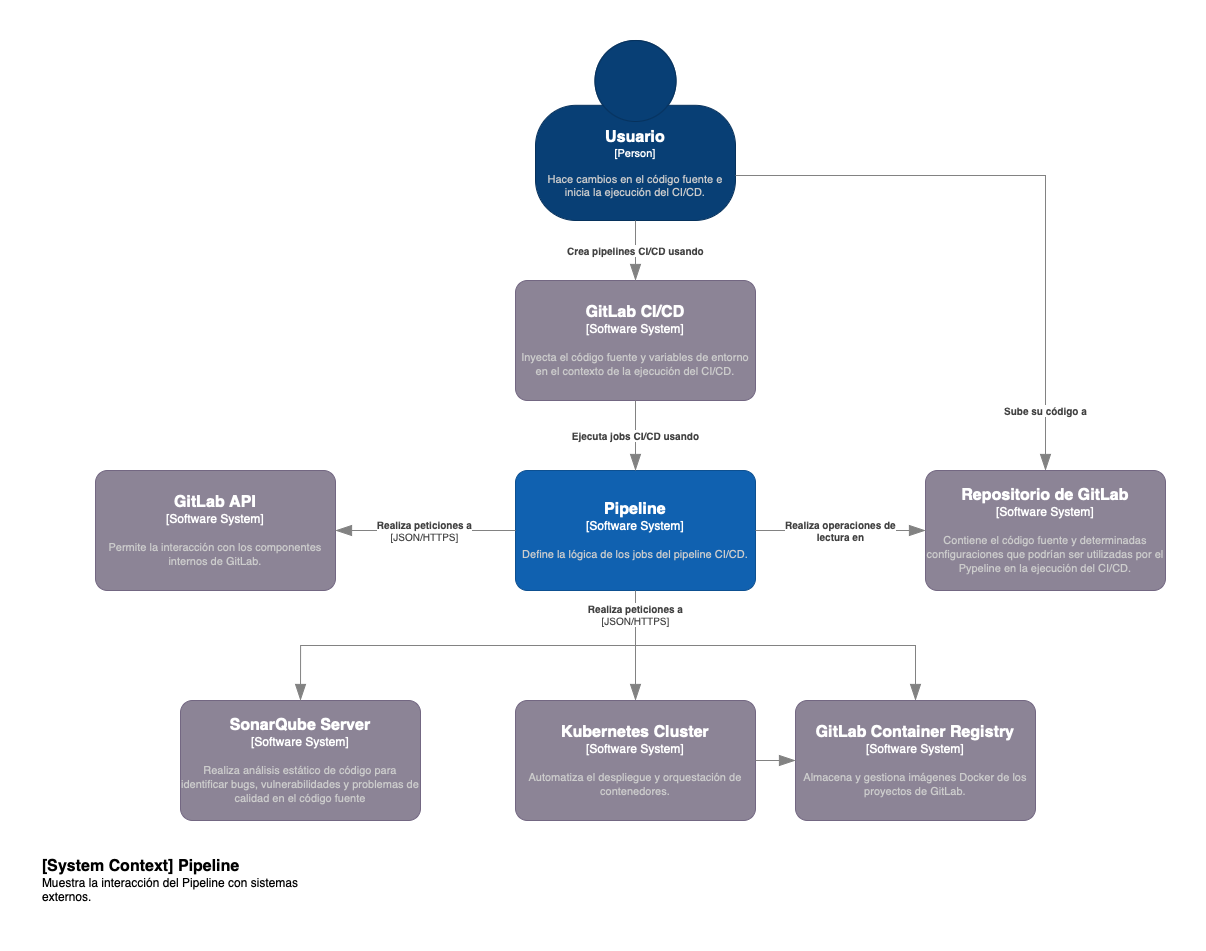 Usuario
[Person]
Hace cambios en el código fuente e
inicia la ejecución del CI/CD.
Crea pipelines CI/CD usando
GitLab CI/CD
[Software System]
Inyecta el código fuente y variables de entorno
en el contexto de la ejecución del CI/CD.
Sube su código a
Ejecuta jobs CI/CD usando
GitLab API
[Software System]
Permite la interacción con los componentes
internos de GitLab.
Realiza peticiones a
[JSON/HTTPS]
Pipeline
[Software System]
Define la lógica de los jobs del pipeline CI/CD.
Realiza operaciones de
lectura en
Repositorio de GitLab
[Software System]
Contiene el código fuente y determinadas
configuraciones que podrían ser utilizadas por el
Pypeline en la ejecución del CI/CD.
Realiza peticiones a
[JSON/HTTPS]
SonarQube Server
[Software System]
Realiza análisis estático de código para
identificar bugs, vulnerabilidades y problemas de
calidad en el código fuente
Kubernetes Cluster
[Software System]
Automatiza el despliegue y orquestación de
contenedores.
GitLab Container Registry
[Software System]
Almacena y gestiona imágenes Docker de los
proyectos de GitLab.
[System Context] Pipeline
Muestra la interacción del Pipeline con sistemas
externos.